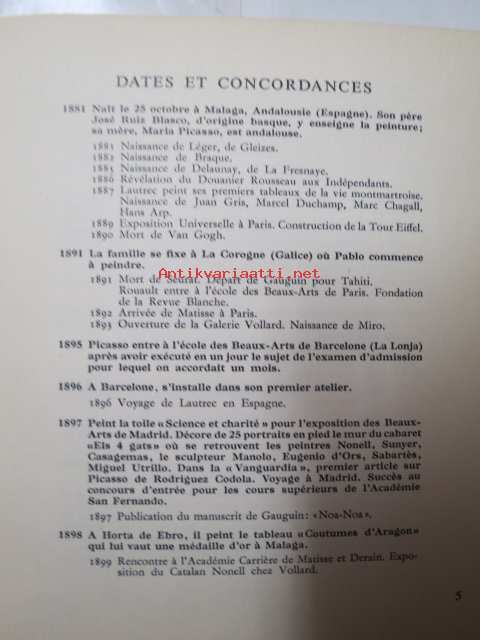 DATES ET CONCORDANCES
1881 Naît le 25 octobre à Malaga, Andalousie (Espagne). Son père
José Ruiz Blasco, d'origine basque, y enseigne la peinture;
sa mère, Maria Picasso, est andalouse.
1881 Naissance de Léger, de Gleizes.
1882 Naissance de Braque.
1885 Naissance de Delaunay, de La Fresnaye.
1886 Révélation du Douanier Rousseau aux Indépendants.
1887 Lautrec peint ses premiers tableaux de la vie montmartroise.
Naissance de Juan Gris, Marcel Duchamp, Marc Chagall,
Hans Arp.
1889 Exposition Universelle à Paris. Construction de la Tour Eiffel.
1890 Mort de Van Gogh.
1891 La famille se fixe à La Corogne (Galice) où Pablo commence
à peindre.
Antikvariaatti.net
1891 Mort de Seurat. Départ de Gauguin pour Tahiti.
Rouault entre à l'école des Beaux-Arts de Paris. Fondation
de la Revue Blanche.
1892 Arrivée de Matisse à Paris.
1893 Ouverture de la Galerie Vollard. Naissance de Miro.
1895 Picasso entre à l'école des Beaux-Arts de Barcelone (La Lonja)
après avoir exécuté en un jour le sujet de l'examen d'admission
pour lequel on accordait un mois.
1896 A Barcelone, s'installe dans son premier atelier.
1896 Voyage de Lautrec en Espagne.
1897 Peint la toile «Science et charité» pour l'exposition des Beaux-
Arts de Madrid. Décore de 25 portraits en pied le mur du cabaret
«Els 4 gats» où se retrouvent les peintres Nonell, Sunyer,
Casagemas, le sculpteur Manolo, Eugenio d'Ors, Sabartès,
Miguel Utrillo. Dans la «Vanguardia», premier article sur
Picasso de Rodriguez Codola. Voyage à Madrid. Succès au
concours d'entrée pour les cours supérieurs de l'Académie
San Fernando.
1897 Publication du manuscrit de Gauguin: «Noa-Noa».
1898 A Horta de Ebro, il peint le tableau «Coutumes d'Aragon»
qui lui vaut une médaille d'or à Malaga.
1899 Rencontre à l'Académie Carrière de Matisse et Derain. Expo-
sition du Catalan Nonell chez Vollard.
5